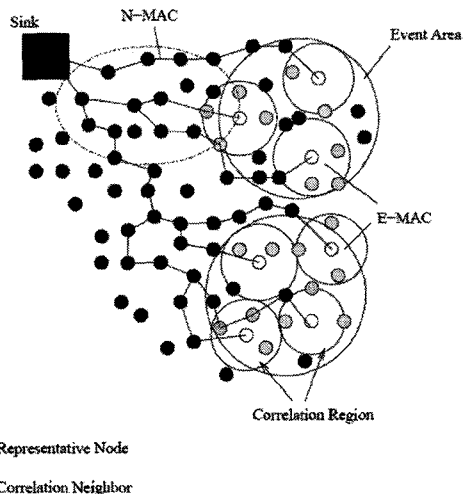 N-MAC
Sink
Event Area
E-MAC
Correlation Region
Representative Node
Correlation Neighbor